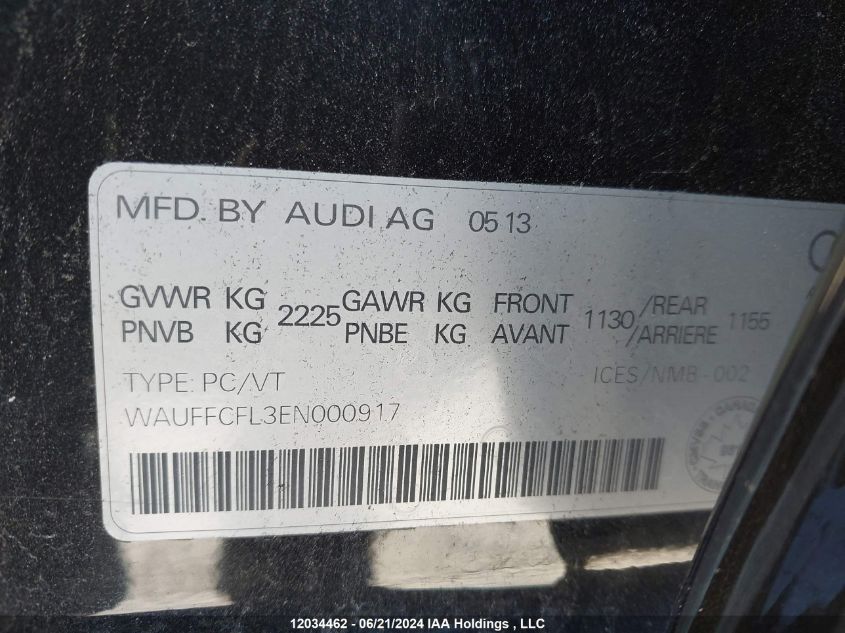 MFD. BY AUDI AG 05 13
GVWR KG 2225 GAWR KG FRONT 1130 /REAR 1155
PNVB KG PNBE KG AVANT /ARRIERE
TYPE: PC/VT ICES/NMB-002
WAUFFCFL3EN000917
12034462 - 06/21/2024 IAA Holdings , LLC